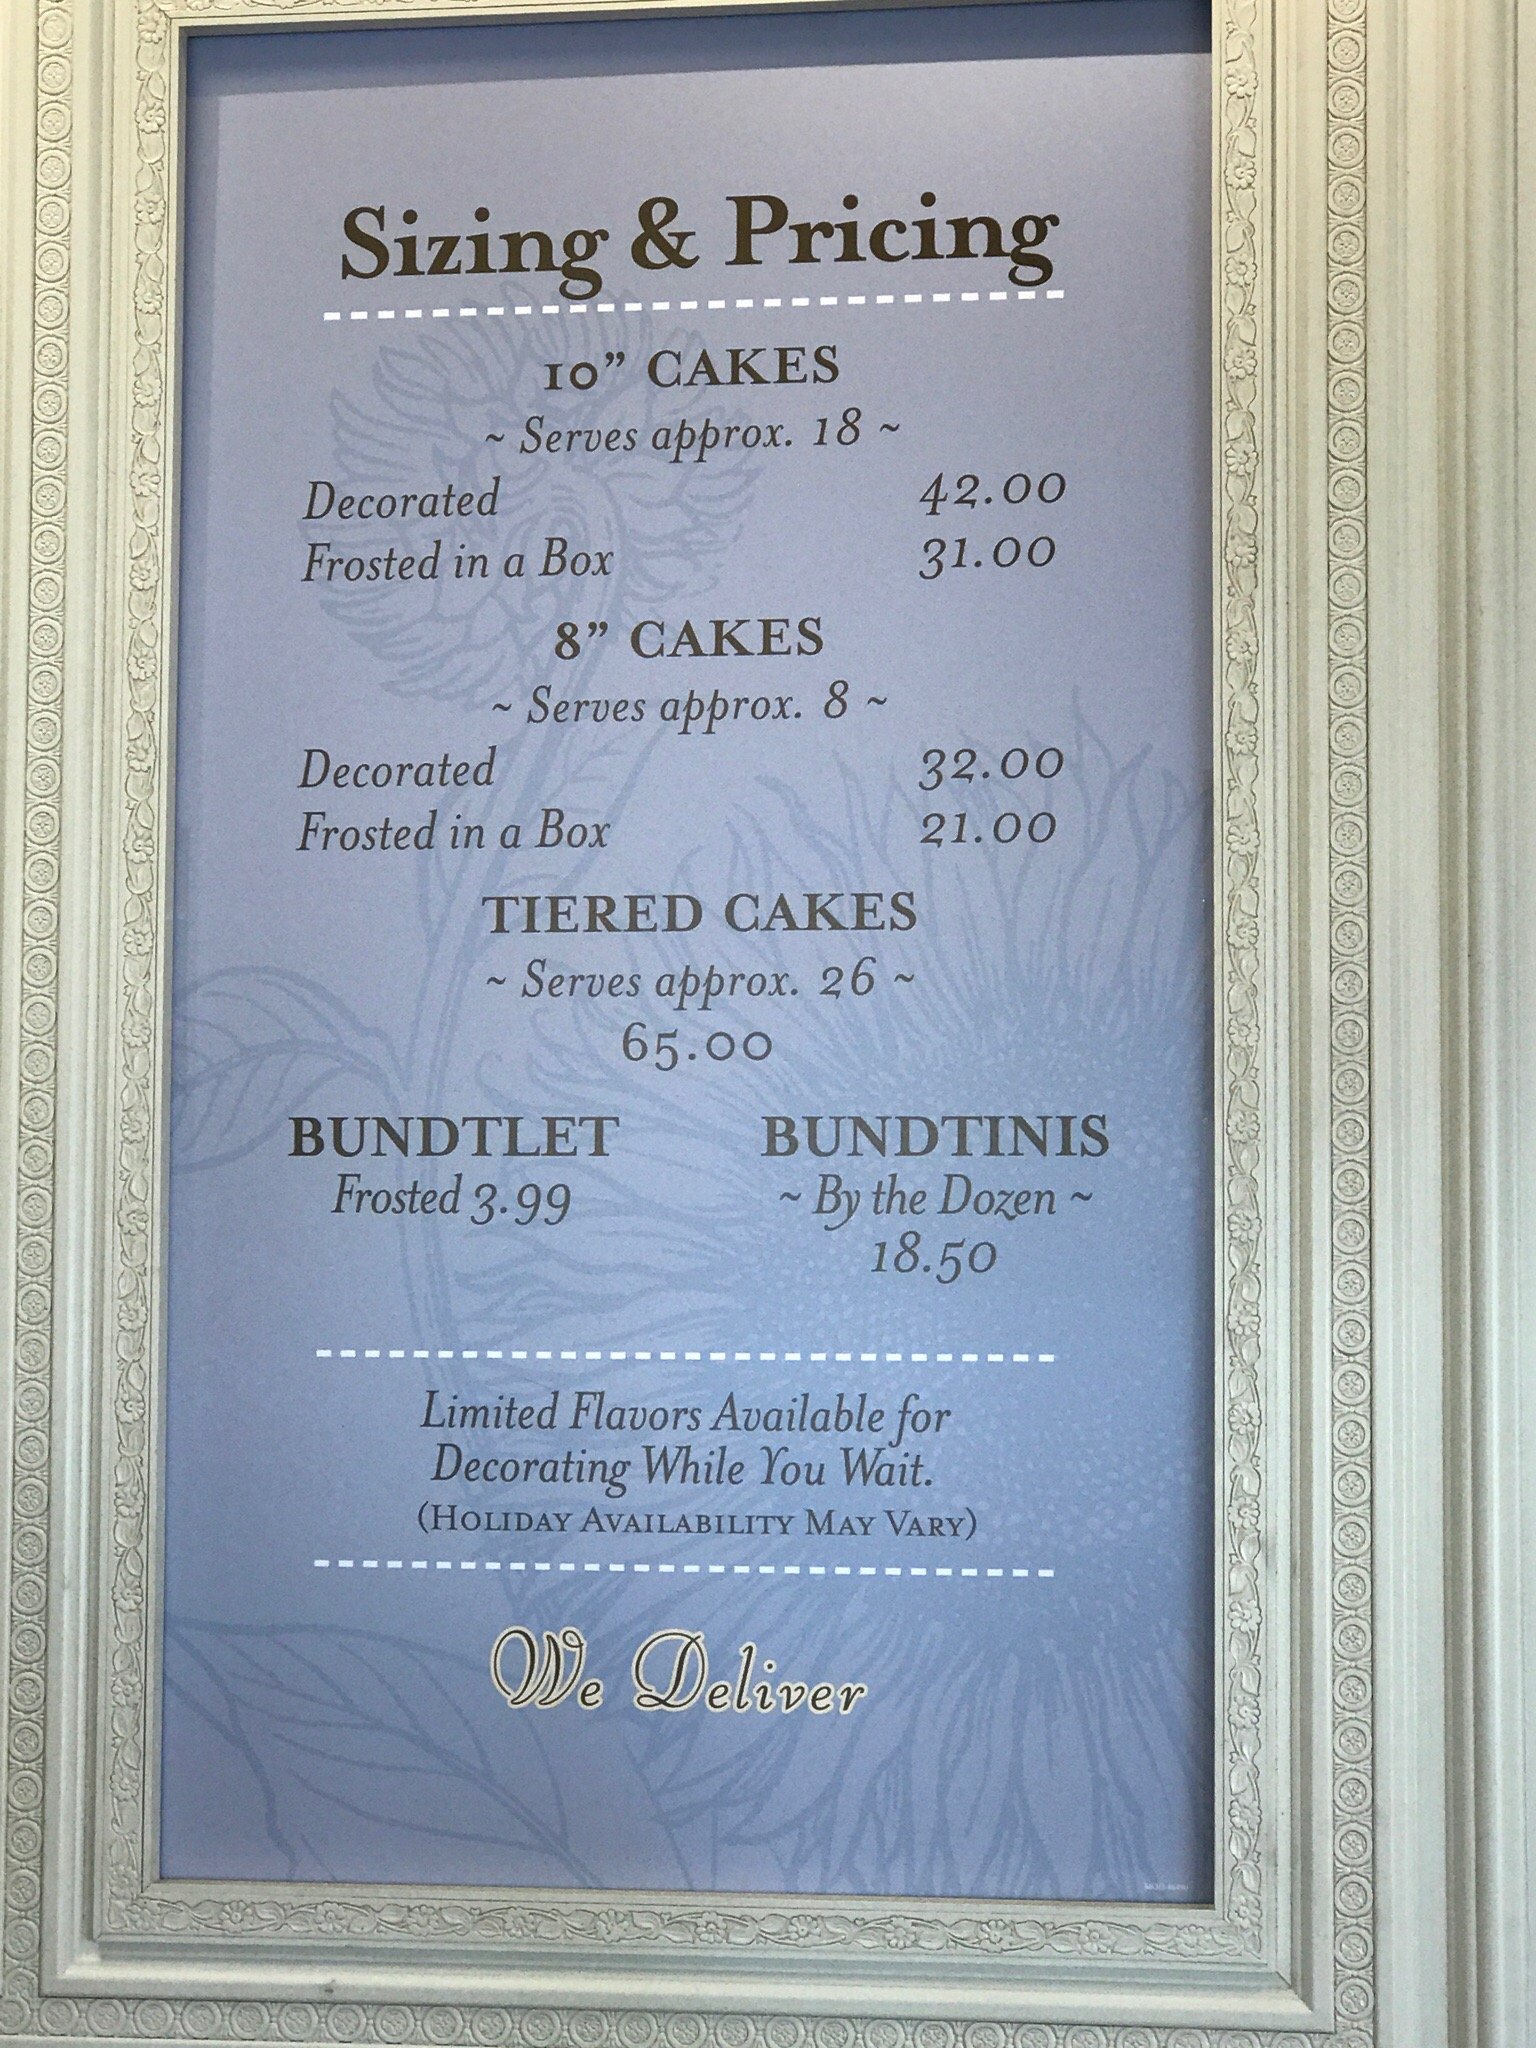 Sizing & Pricing
10” CAKES
~ Serves approx. 18 ~
Decorated 42.00
Frosted in a Box 31.00
8” CAKES
~ Serves approx. 8 ~
Decorated 32.00
Frosted in a Box 21.00
TIERED CAKES
~ Serves approx. 26 ~
65.00
BUNDTLET BUNDTINIS
Frosted 3.99 ~ By the Dozen ~
18.50
Limited Flavors Available for
Decorating While You Wait.
(HOLIDAY AVAILABILITY MAY VARY)
We Deliver